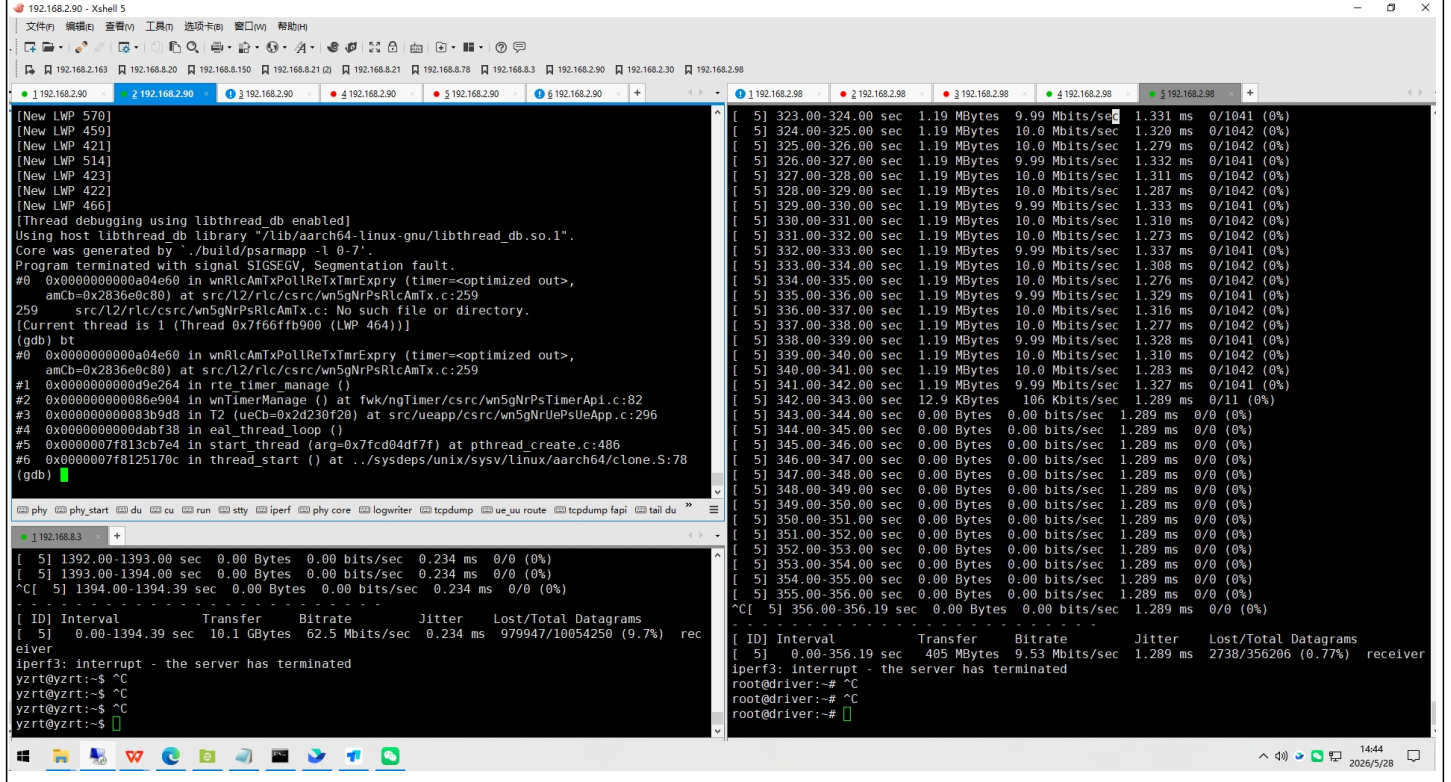 192.168.2.90 - Xshell 5
文件(F) 编辑(E) 查看(V) 工具(T) 选项卡(B) 窗口(W) 帮助(H)
192.168.2.163 192.168.8.20 192.168.8.150 192.168.8.21 (2) 192.168.8.21 192.168.8.78 192.168.8.3 192.168.2.90 192.168.2.30 192.168.2.98
1 192.168.2.90 2 192.168.2.90 3 192.168.2.90 4 192.168.2.90 5 192.168.2.90 6 192.168.2.90
[New LWP 570]
[New LWP 459]
[New LWP 421]
[New LWP 514]
[New LWP 423]
[New LWP 422]
[New LWP 466]
[Thread debugging using libthread_db enabled]
Using host libthread_db library "/lib/aarch64-linux-gnu/libthread_db.so.1".
Core was generated by `./build/psarmapp -l 0-7'.
Program terminated with signal SIGSEGV, Segmentation fault.
#0  0x0000000000a04e60 in wnRlcAmTxPollReTxTmrExpry (timer=<optimized out>,
amCb=0x2836e0c80) at src/l2/rlc/csrc/wn5gNrPsRlcAmTx.c:259
259     src/l2/rlc/csrc/wn5gNrPsRlcAmTx.c: No such file or directory.
[Current thread is 1 (Thread 0x7f66ffb900 (LWP 464))]
(gdb) bt
#0  0x0000000000a04e60 in wnRlcAmTxPollReTxTmrExpry (timer=<optimized out>,
amCb=0x2836e0c80) at src/l2/rlc/csrc/wn5gNrPsRlcAmTx.c:259
#1  0x0000000000d9e264 in rte_timer_manage ()
#2  0x000000000086e904 in wnTimerManage () at fwk/ngTimer/csrc/wn5gNrPsTimerApi.c:82
#3  0x000000000083b9d8 in T2 (ueCb=0x2d230f20) at src/ueapp/csrc/wn5gNrUePsUeApp.c:296
#4  0x0000000000dabf38 in eal_thread_loop ()
#5  0x0000007f813cb7e4 in start_thread (arg=0x7fcd04df7f) at pthread_create.c:486
#6  0x0000007f8125170c in thread_start () at ../sysdeps/unix/sysv/linux/aarch64/clone.S:78
(gdb)
phy phy_start du cu run stty iperf phy core logwriter tcpdump ue_uu route tcpdump fapi tail du »
1 192.168.8.3
[  5] 1392.00-1393.00 sec  0.00 Bytes  0.00 bits/sec  0.234 ms  0/0 (0%)
[  5] 1393.00-1394.00 sec  0.00 Bytes  0.00 bits/sec  0.234 ms  0/0 (0%)
^C[  5] 1394.00-1394.39 sec  0.00 Bytes  0.00 bits/sec  0.234 ms  0/0 (0%)
- - - - - - - - - - - - - - - - - - - - - - - - -
[ ID] Interval           Transfer     Bitrate         Jitter    Lost/Total Datagrams
[  5]   0.00-1394.39 sec  10.1 GBytes  62.5 Mbits/sec  0.234 ms  979947/10054250 (9.7%)  rec
eiver
iperf3: interrupt - the server has terminated
yzrt@yzrt:~$ ^C
yzrt@yzrt:~$ ^C
yzrt@yzrt:~$ ^C
yzrt@yzrt:~$
1 192.168.2.98 2 192.168.2.98 3 192.168.2.98 4 192.168.2.98 5 192.168.2.98
[  5] 323.00-324.00 sec  1.19 MBytes  9.99 Mbits/sec  1.331 ms  0/1041 (0%)
[  5] 324.00-325.00 sec  1.19 MBytes  10.0 Mbits/sec  1.320 ms  0/1042 (0%)
[  5] 325.00-326.00 sec  1.19 MBytes  10.0 Mbits/sec  1.279 ms  0/1042 (0%)
[  5] 326.00-327.00 sec  1.19 MBytes  9.99 Mbits/sec  1.332 ms  0/1041 (0%)
[  5] 327.00-328.00 sec  1.19 MBytes  10.0 Mbits/sec  1.311 ms  0/1042 (0%)
[  5] 328.00-329.00 sec  1.19 MBytes  10.0 Mbits/sec  1.287 ms  0/1042 (0%)
[  5] 329.00-330.00 sec  1.19 MBytes  9.99 Mbits/sec  1.333 ms  0/1041 (0%)
[  5] 330.00-331.00 sec  1.19 MBytes  10.0 Mbits/sec  1.310 ms  0/1042 (0%)
[  5] 331.00-332.00 sec  1.19 MBytes  10.0 Mbits/sec  1.273 ms  0/1042 (0%)
[  5] 332.00-333.00 sec  1.19 MBytes  9.99 Mbits/sec  1.337 ms  0/1041 (0%)
[  5] 333.00-334.00 sec  1.19 MBytes  10.0 Mbits/sec  1.308 ms  0/1042 (0%)
[  5] 334.00-335.00 sec  1.19 MBytes  10.0 Mbits/sec  1.276 ms  0/1042 (0%)
[  5] 335.00-336.00 sec  1.19 MBytes  9.99 Mbits/sec  1.329 ms  0/1041 (0%)
[  5] 336.00-337.00 sec  1.19 MBytes  10.0 Mbits/sec  1.316 ms  0/1042 (0%)
[  5] 337.00-338.00 sec  1.19 MBytes  10.0 Mbits/sec  1.277 ms  0/1042 (0%)
[  5] 338.00-339.00 sec  1.19 MBytes  9.99 Mbits/sec  1.328 ms  0/1041 (0%)
[  5] 339.00-340.00 sec  1.19 MBytes  10.0 Mbits/sec  1.310 ms  0/1042 (0%)
[  5] 340.00-341.00 sec  1.19 MBytes  10.0 Mbits/sec  1.283 ms  0/1042 (0%)
[  5] 341.00-342.00 sec  1.19 MBytes  9.99 Mbits/sec  1.327 ms  0/1041 (0%)
[  5] 342.00-343.00 sec  12.9 KBytes   106 Kbits/sec  1.289 ms  0/11 (0%)
[  5] 343.00-344.00 sec  0.00 Bytes  0.00 bits/sec  1.289 ms  0/0 (0%)
[  5] 344.00-345.00 sec  0.00 Bytes  0.00 bits/sec  1.289 ms  0/0 (0%)
[  5] 345.00-346.00 sec  0.00 Bytes  0.00 bits/sec  1.289 ms  0/0 (0%)
[  5] 346.00-347.00 sec  0.00 Bytes  0.00 bits/sec  1.289 ms  0/0 (0%)
[  5] 347.00-348.00 sec  0.00 Bytes  0.00 bits/sec  1.289 ms  0/0 (0%)
[  5] 348.00-349.00 sec  0.00 Bytes  0.00 bits/sec  1.289 ms  0/0 (0%)
[  5] 349.00-350.00 sec  0.00 Bytes  0.00 bits/sec  1.289 ms  0/0 (0%)
[  5] 350.00-351.00 sec  0.00 Bytes  0.00 bits/sec  1.289 ms  0/0 (0%)
[  5] 351.00-352.00 sec  0.00 Bytes  0.00 bits/sec  1.289 ms  0/0 (0%)
[  5] 352.00-353.00 sec  0.00 Bytes  0.00 bits/sec  1.289 ms  0/0 (0%)
[  5] 353.00-354.00 sec  0.00 Bytes  0.00 bits/sec  1.289 ms  0/0 (0%)
[  5] 354.00-355.00 sec  0.00 Bytes  0.00 bits/sec  1.289 ms  0/0 (0%)
[  5] 355.00-356.00 sec  0.00 Bytes  0.00 bits/sec  1.289 ms  0/0 (0%)
^C[  5] 356.00-356.19 sec  0.00 Bytes  0.00 bits/sec  1.289 ms  0/0 (0%)
- - - - - - - - - - - - - - - - - - - - - - - - -
[ ID] Interval           Transfer     Bitrate         Jitter    Lost/Total Datagrams
[  5]   0.00-356.19 sec   405 MBytes  9.53 Mbits/sec  1.289 ms  2738/356206 (0.77%)  receiver
iperf3: interrupt - the server has terminated
root@driver:~# ^C
root@driver:~# ^C
root@driver:~#
14:44
2026/5/28